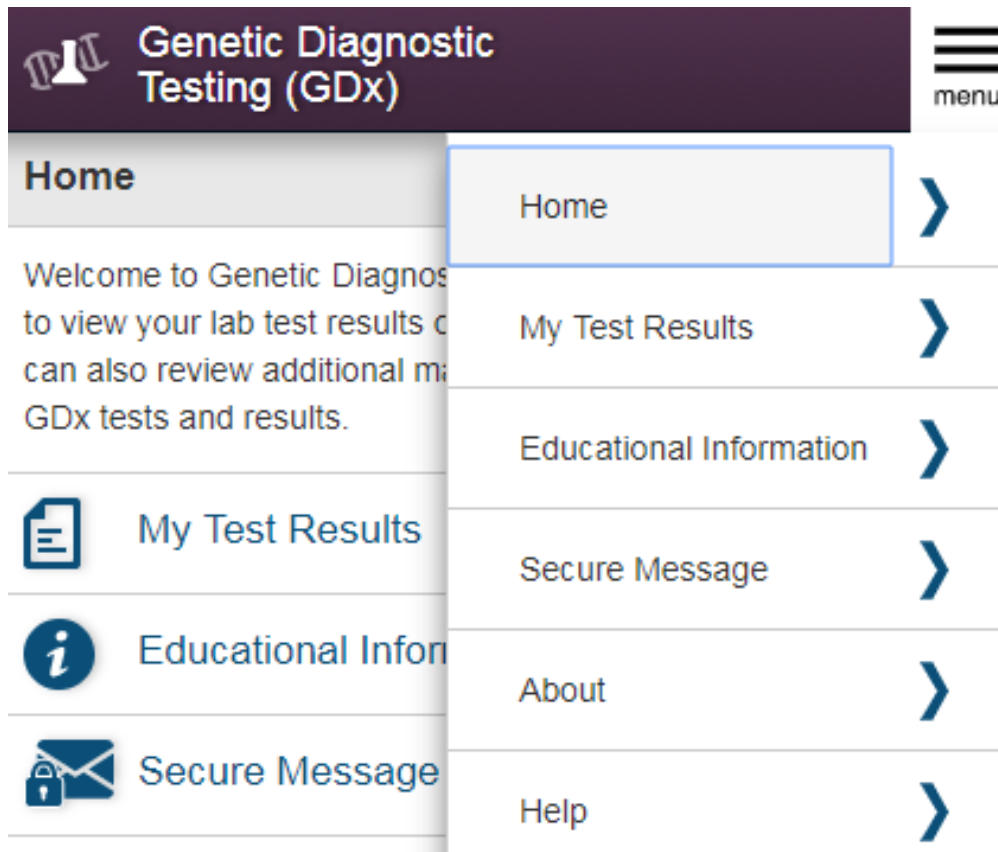 Genetic Diagnostic
Testing (GDx)
menu
Home
Welcome to Genetic Diagnos
to view your lab test results
can also review additional
GDx tests and results.
My Test Results
Educational Infor
Secure Message
Home
My Test Results
Educational Information
Secure Message
About
Help